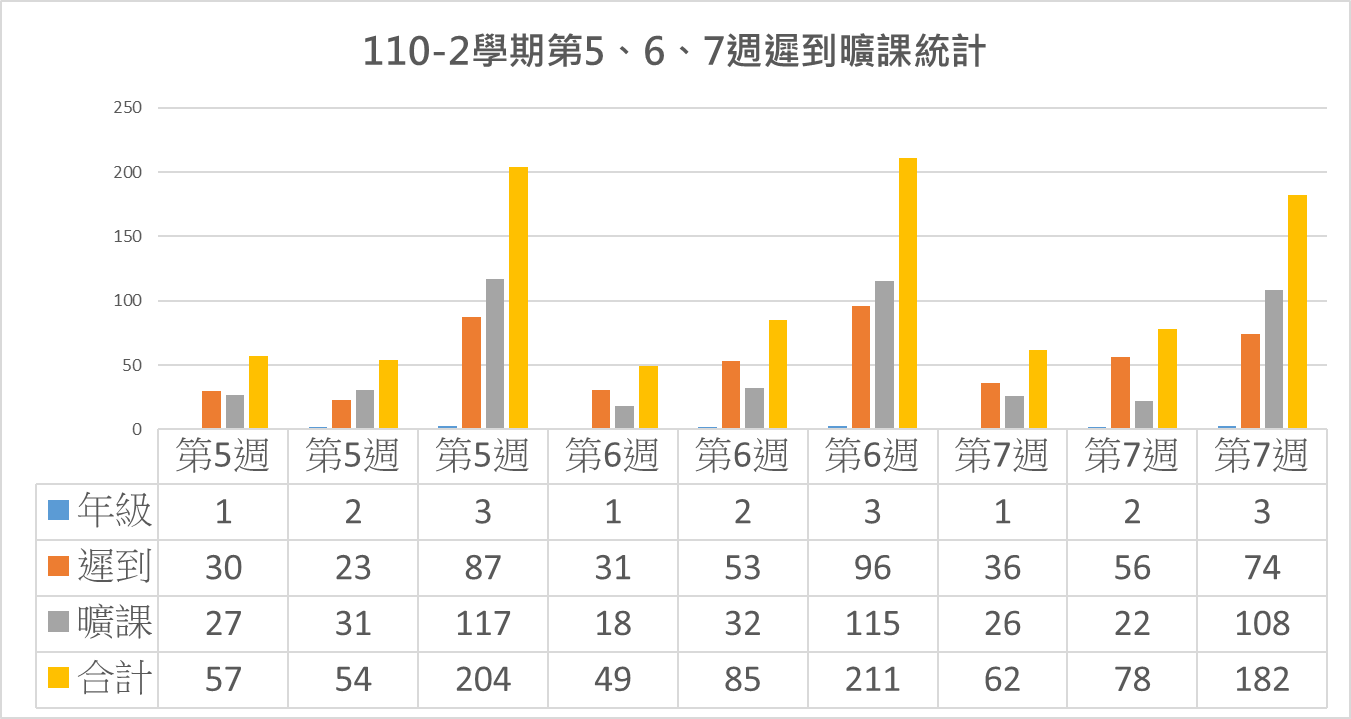 110-2學期第5、6、7週遲到曠課統計
250
200
150
100
50
0
第5週 第5週 第5週 第6週 第6週 第6週 第7週 第7週 第7週
年級 1 2 3 1 2 3 1 2 3
遲到 30 23 87 31 53 96 36 56 74
曠課 27 31 117 18 32 115 26 22 108
合計 57 54 204 49 85 211 62 78 182